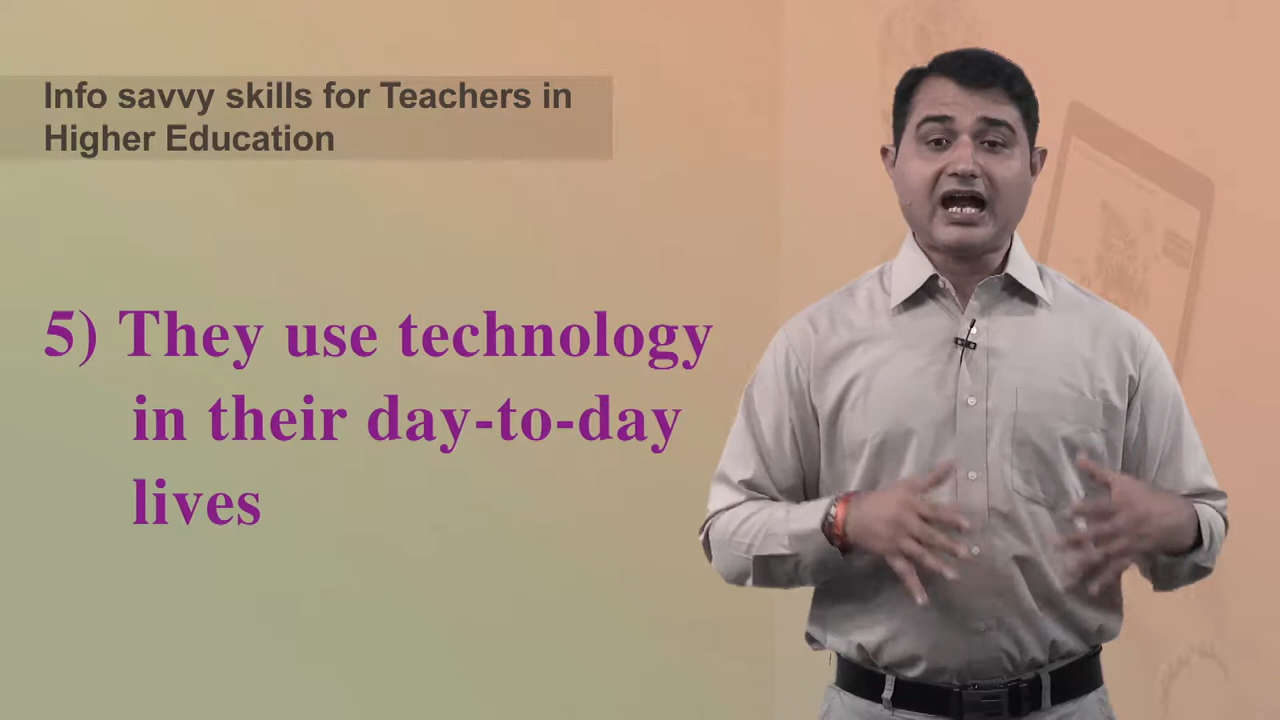 Info savvy skills for Teachers in
Higher Education
5) They use technology
in their day-to-day
lives